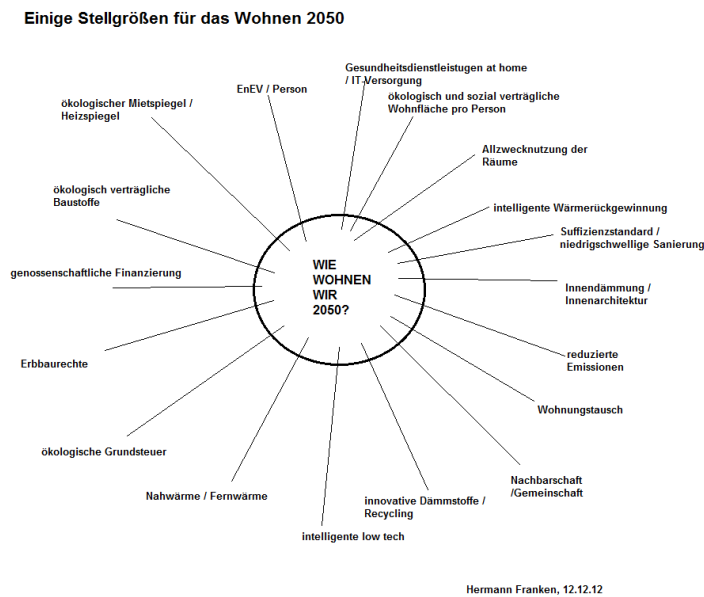 Einige Stellgrößen für das Wohnen 2050
Gesundheitsdienstleistugen at home
/ IT-Versorgung
EnEV / Person
ökologisch und sozial verträgliche
Wohnfläche pro Person
ökologischer Mietspiegel /
Heizspiegel
Allzwecknutzung der
Räume
ökologisch verträgliche
Baustoffe
intelligente Wärmerückgewinnung
Suffizienzstandard /
niedrigschwellige Sanierung
genossenschaftliche Finanzierung
WIE
WOHNEN
WIR
2050?
Innendämmung /
Innenarchitektur
Erbbaurechte
reduzierte
Emissionen
Wohnungstausch
ökologische Grundsteuer
Nachbarschaft
/Gemeinschaft
Nahwärme / Fernwärme
innovative Dämmstoffe /
Recycling
intelligente low tech
Hermann Franken, 12.12.12